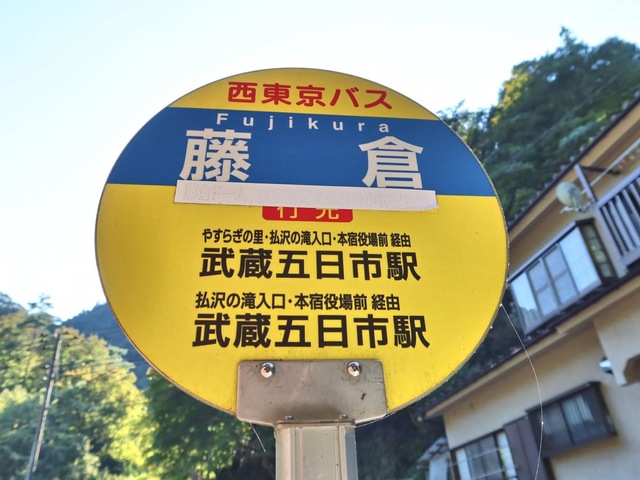 西東京バス
Fujikura
藤倉
行先
やすらぎの里・払沢の滝入口・本宿役場前 経由
武蔵五日市駅
払沢の滝入口・本宿役場前 経由
武蔵五日市駅